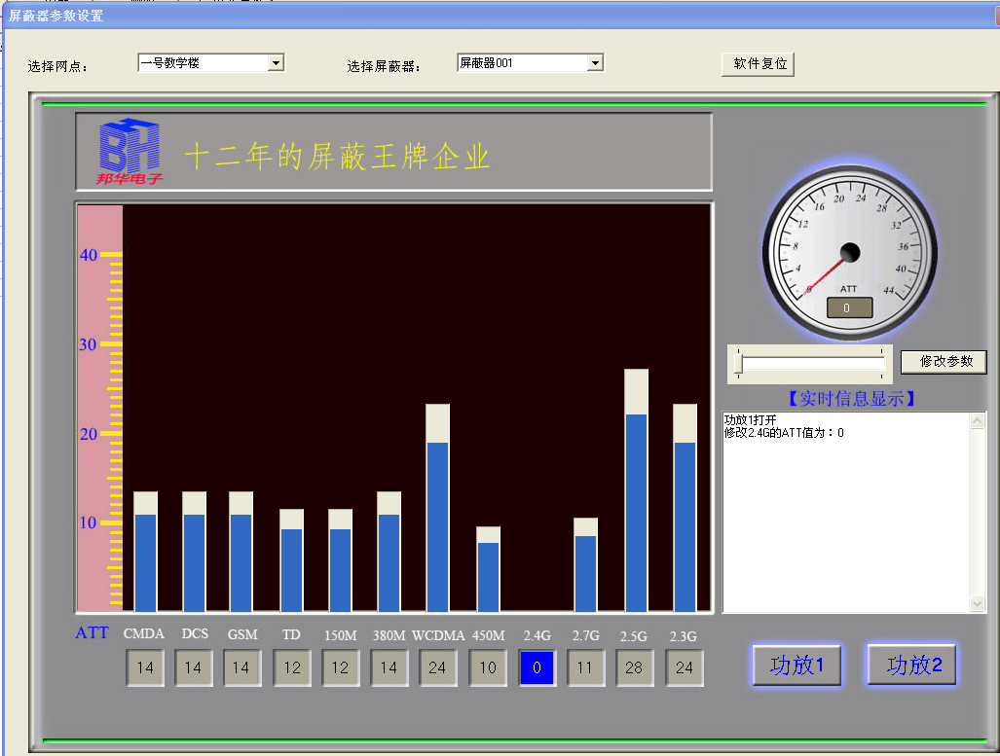 屏蔽器参数设置
选择网点： 一号教学楼 选择屏蔽器： 屏蔽器001 软件复位
BH
邦华电子
十二年的屏蔽王牌企业
40
30
20
10
0 4 8 12 16 20 24 28 32 36 40 44
ATT
0
修改参数
【实时信息显示】
功放1打开
修改2.4G的ATT值为：0
ATT CMDA DCS GSM TD 150M 380M WCDMA 450M 2.4G 2.7G 2.5G 2.3G
14 14 14 12 12 14 24 10 0 11 28 24
功放1 功放2